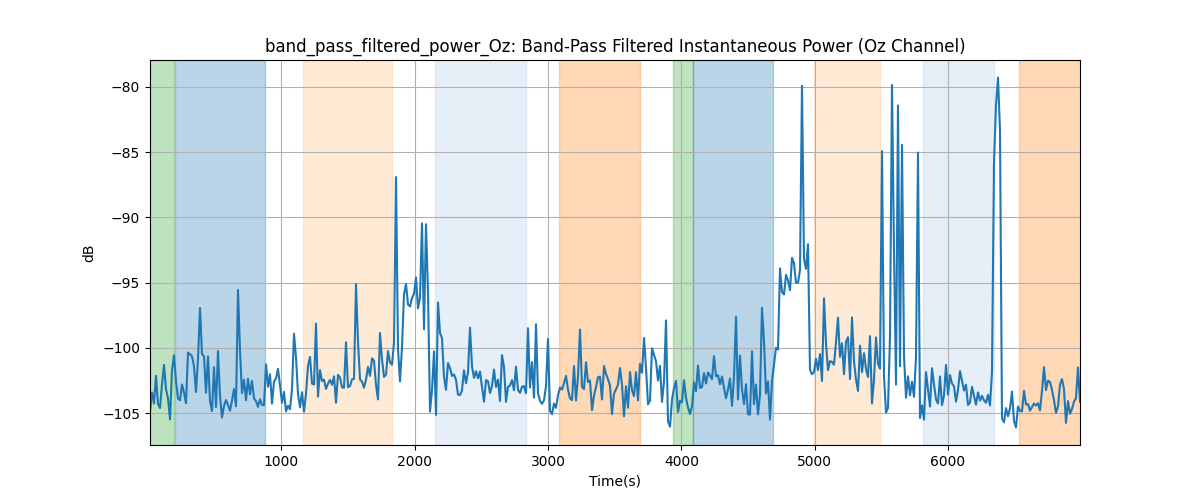 band_pass_filtered_power_Oz: Band-Pass Filtered Instantaneous Power (Oz Channel)
dB
−80
−85
−90
−95
−100
−105
1000 2000 3000 4000 5000 6000
Time(s)